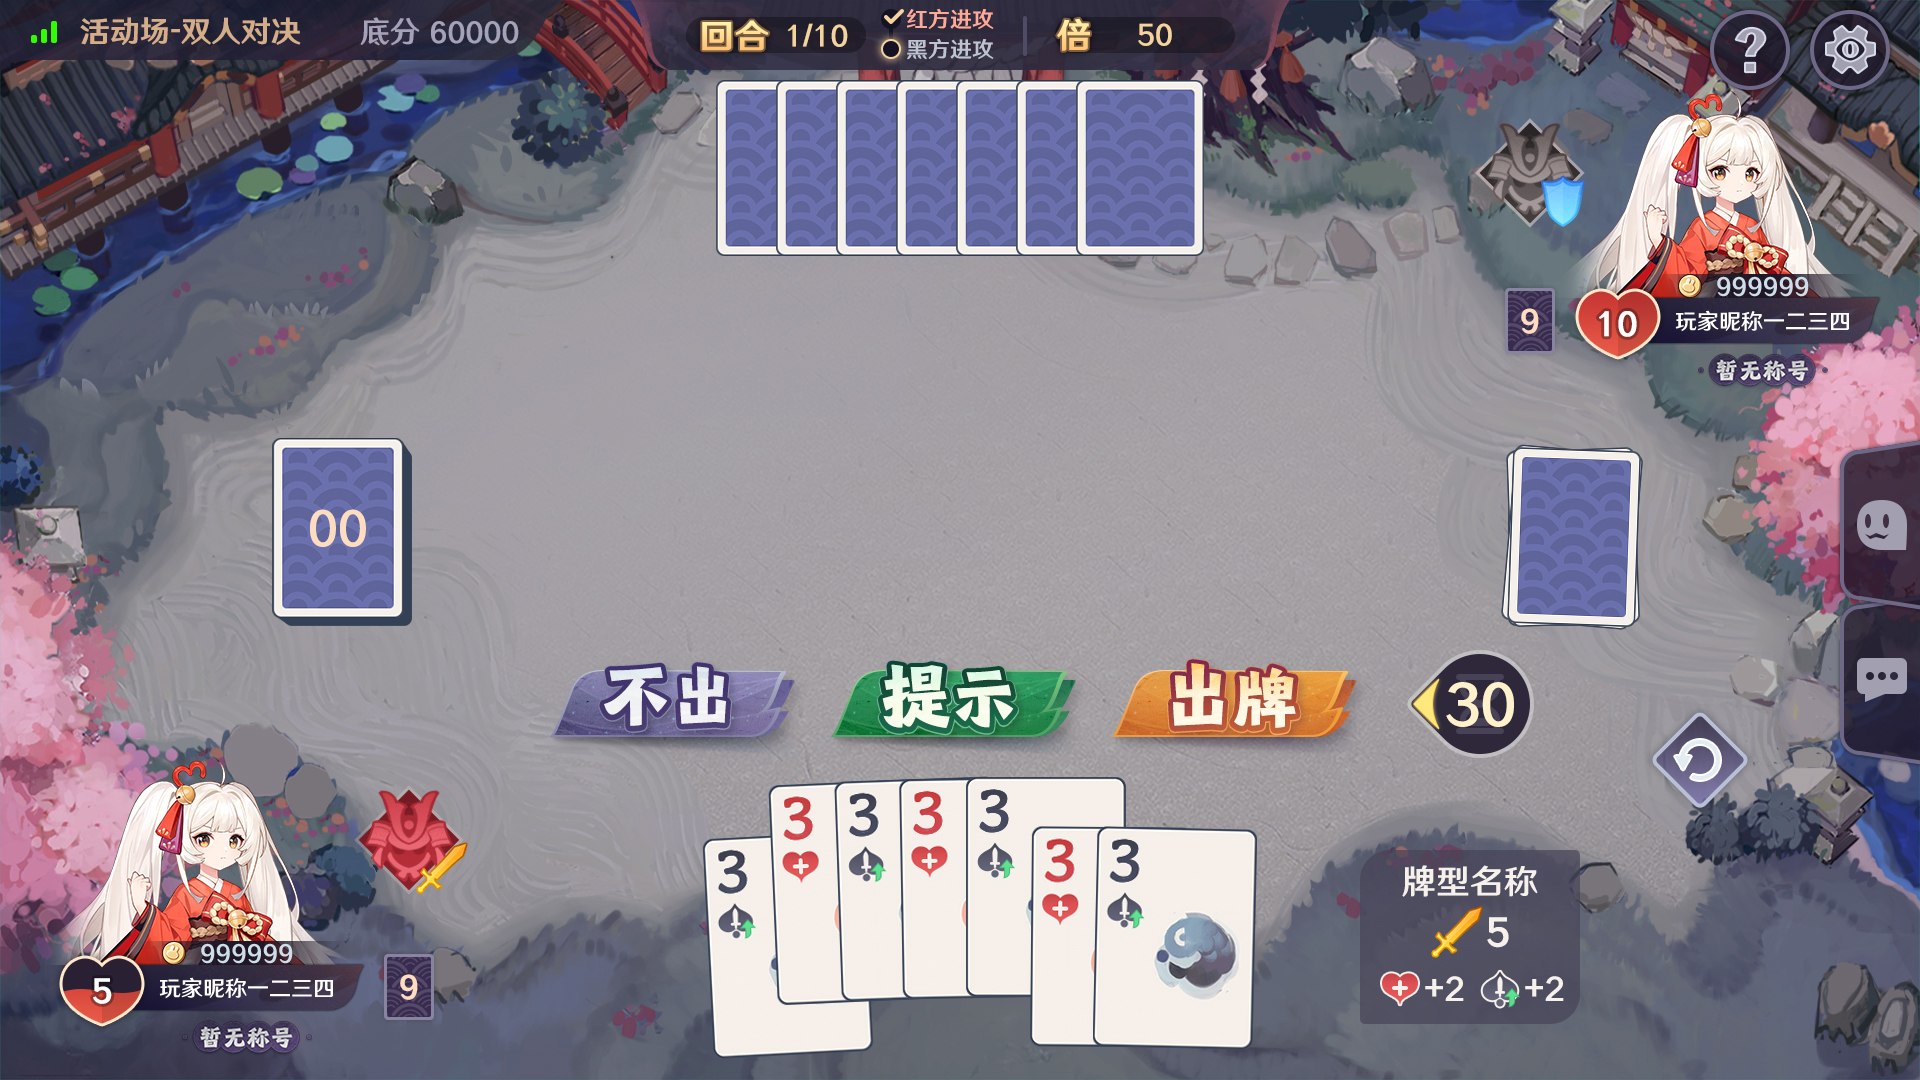 活动场-双人对决
底分 60000
回合 1/10
红方进攻
黑方进攻
倍 50
?
999999
9
10
玩家昵称一二三四
暂无称号
00
不出
提示
出牌
30
3
3
3
3
3
3
3
牌型名称
5
+2
+2
999999
5
玩家昵称一二三四
9
暂无称号